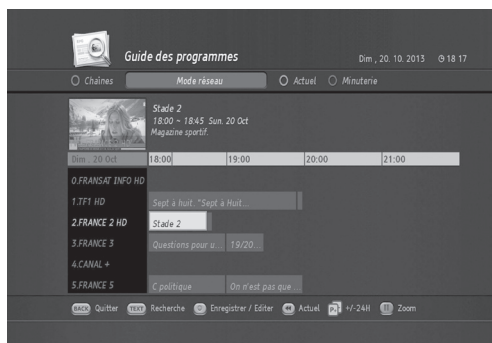 Guide des programmes
Dim , 20. 10. 2013 18 17
Chaînes Mode rèseau Actuel Minuterie
Stade 2
18:00 ~ 18:45 Sun. 20 Oct
Magazine sportif.
Dim. 20 Oct 18:00 19:00 20:00 21:00
0.FRANSAT INFO HD
1.TF1 HD Sept à huit. "Sept à Huit...
2.FRANCE 2 HD Stade 2
3.FRANCE 3 Questions pour u... 19/20...
4.CANAL +
5.FRANCE 5 C politique On n'est pas que ...
BACK Quitter TEXT Recherche Enregistrer / Editer Actuel +/-24H Zoom